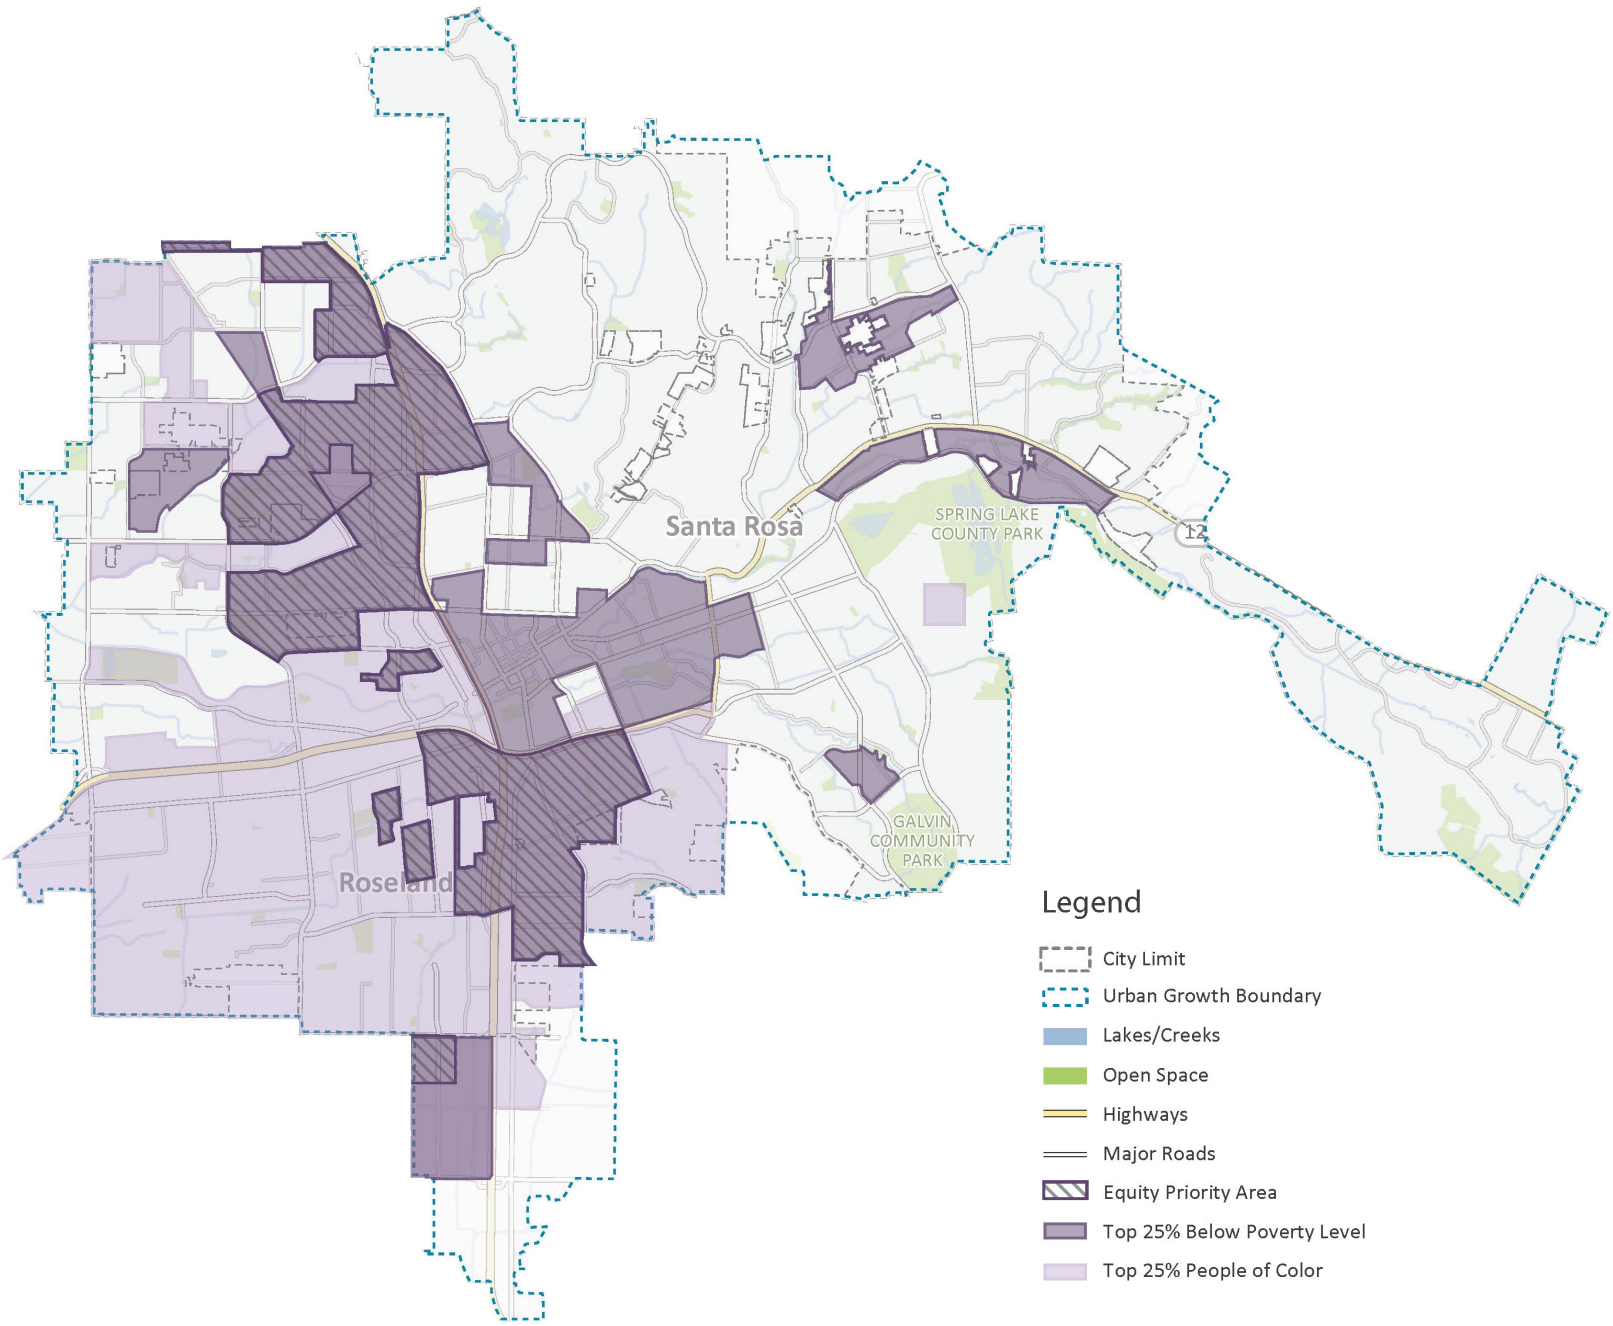 Santa Rosa
SPRING LAKE
COUNTY PARK
12
GALVIN
COMMUNITY
PARK
Roseland
Legend
City Limit
Urban Growth Boundary
Lakes/Creeks
Open Space
Highways
Major Roads
Equity Priority Area
Top 25% Below Poverty Level
Top 25% People of Color